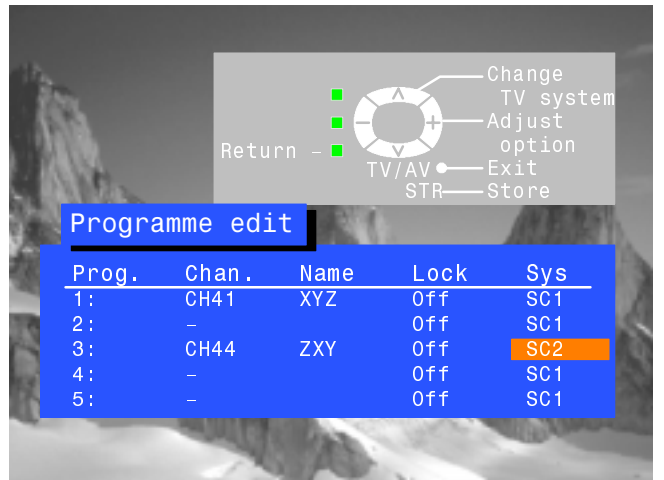 Change
TV system
Adjust
option
Return –
TV/AV Exit
STR Store
Programme edit
Prog. Chan. Name Lock Sys
1: CH41 XYZ Off SC1
2: – Off SC1
3: CH44 ZXY Off SC2
4: – Off SC1
5: – Off SC1